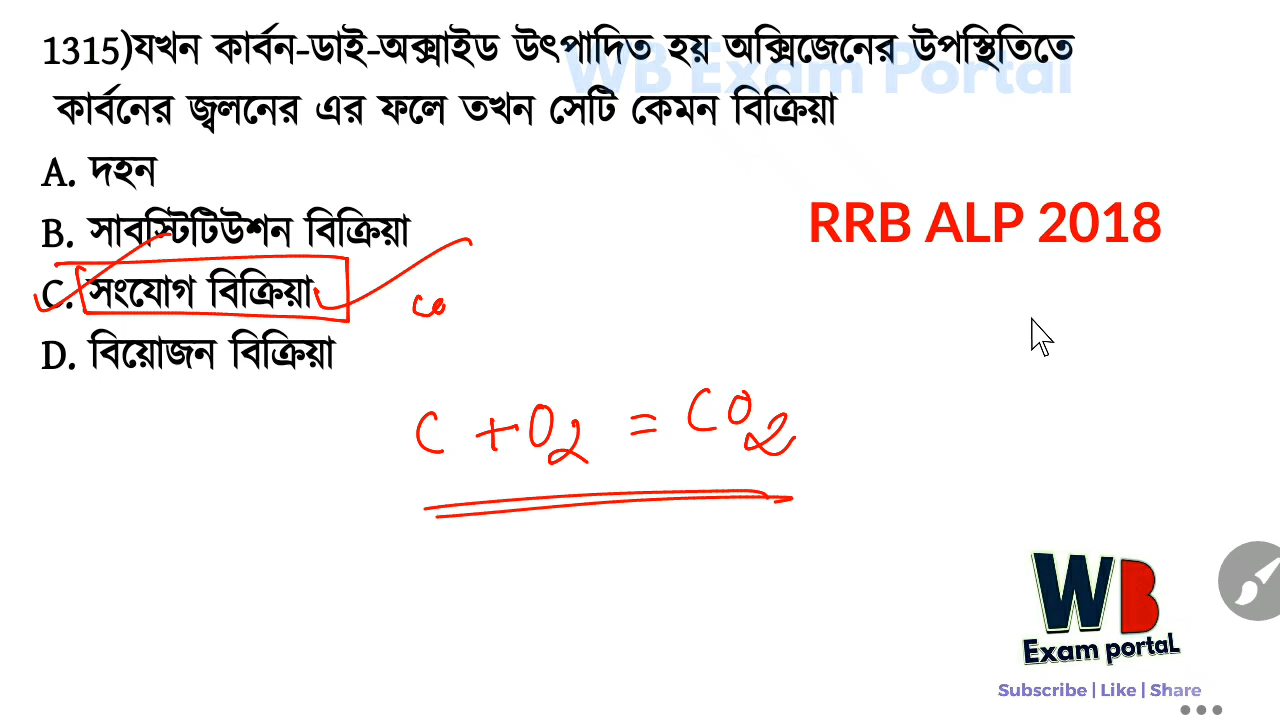 1315)যখন কার্বন-ডাই-অক্সাইড উৎপাদিত হয় অক্সিজেনের উপস্থিতিতে
কার্বনের জ্বলনের এর ফলে তখন সেটি কেমন বিক্রিয়া
WB Exam Portal
A. দহন
B. সাবস্টিটিউশন বিক্রিয়া
RRB ALP 2018
C. সংযোগ বিক্রিয়া
co
D. বিয়োজন বিক্রিয়া
C + O2 = CO2
WB
Exam portaL
Subscribe | Like | Share